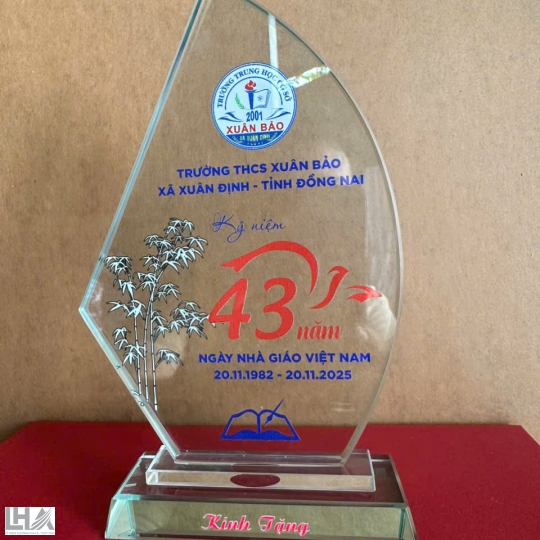 TRƯỜNG TRUNG HỌC CƠ SỞ
2001
XUÂN BẢO
TRƯỜNG THCS XUÂN BẢO
XÃ XUÂN ĐỊNH - TỈNH ĐỒNG NAI
Kỷ niệm
43 năm
NGÀY NHÀ GIÁO VIỆT NAM
20.11.1982 - 20.11.2025
Kính Tặng
LHA